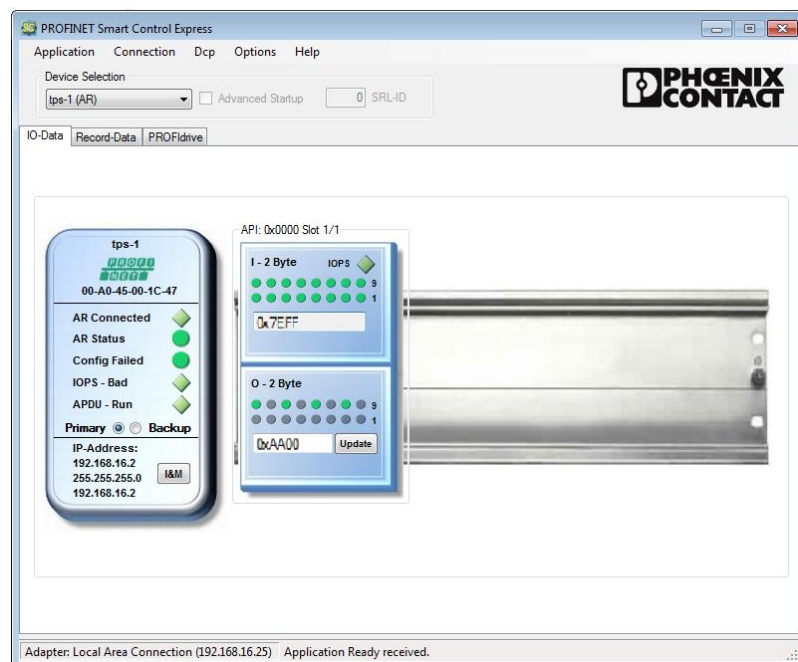 PROFINET Smart Control Express
Application Connection Dcp Options Help
Device Selection
tps-1 (AR) Advanced Startup 0 SRL-ID
PHŒNIX
CONTACT
IO-Data Record-Data PROFIdrive
tps-1
PROFI
NET
00-A0-45-00-1C-47
AR Connected
AR Status
Config Failed
IOPS - Bad
APDU - Run
Primary Backup
IP-Address:
192.168.16.2
255.255.255.0
192.168.16.2
I&M
API: 0x0000 Slot 1/1
I - 2 Byte IOPS
9
1
0x7EFF
O - 2 Byte
9
1
0xAA00 Update
Adapter: Local Area Connection (192.168.16.25) Application Ready received.